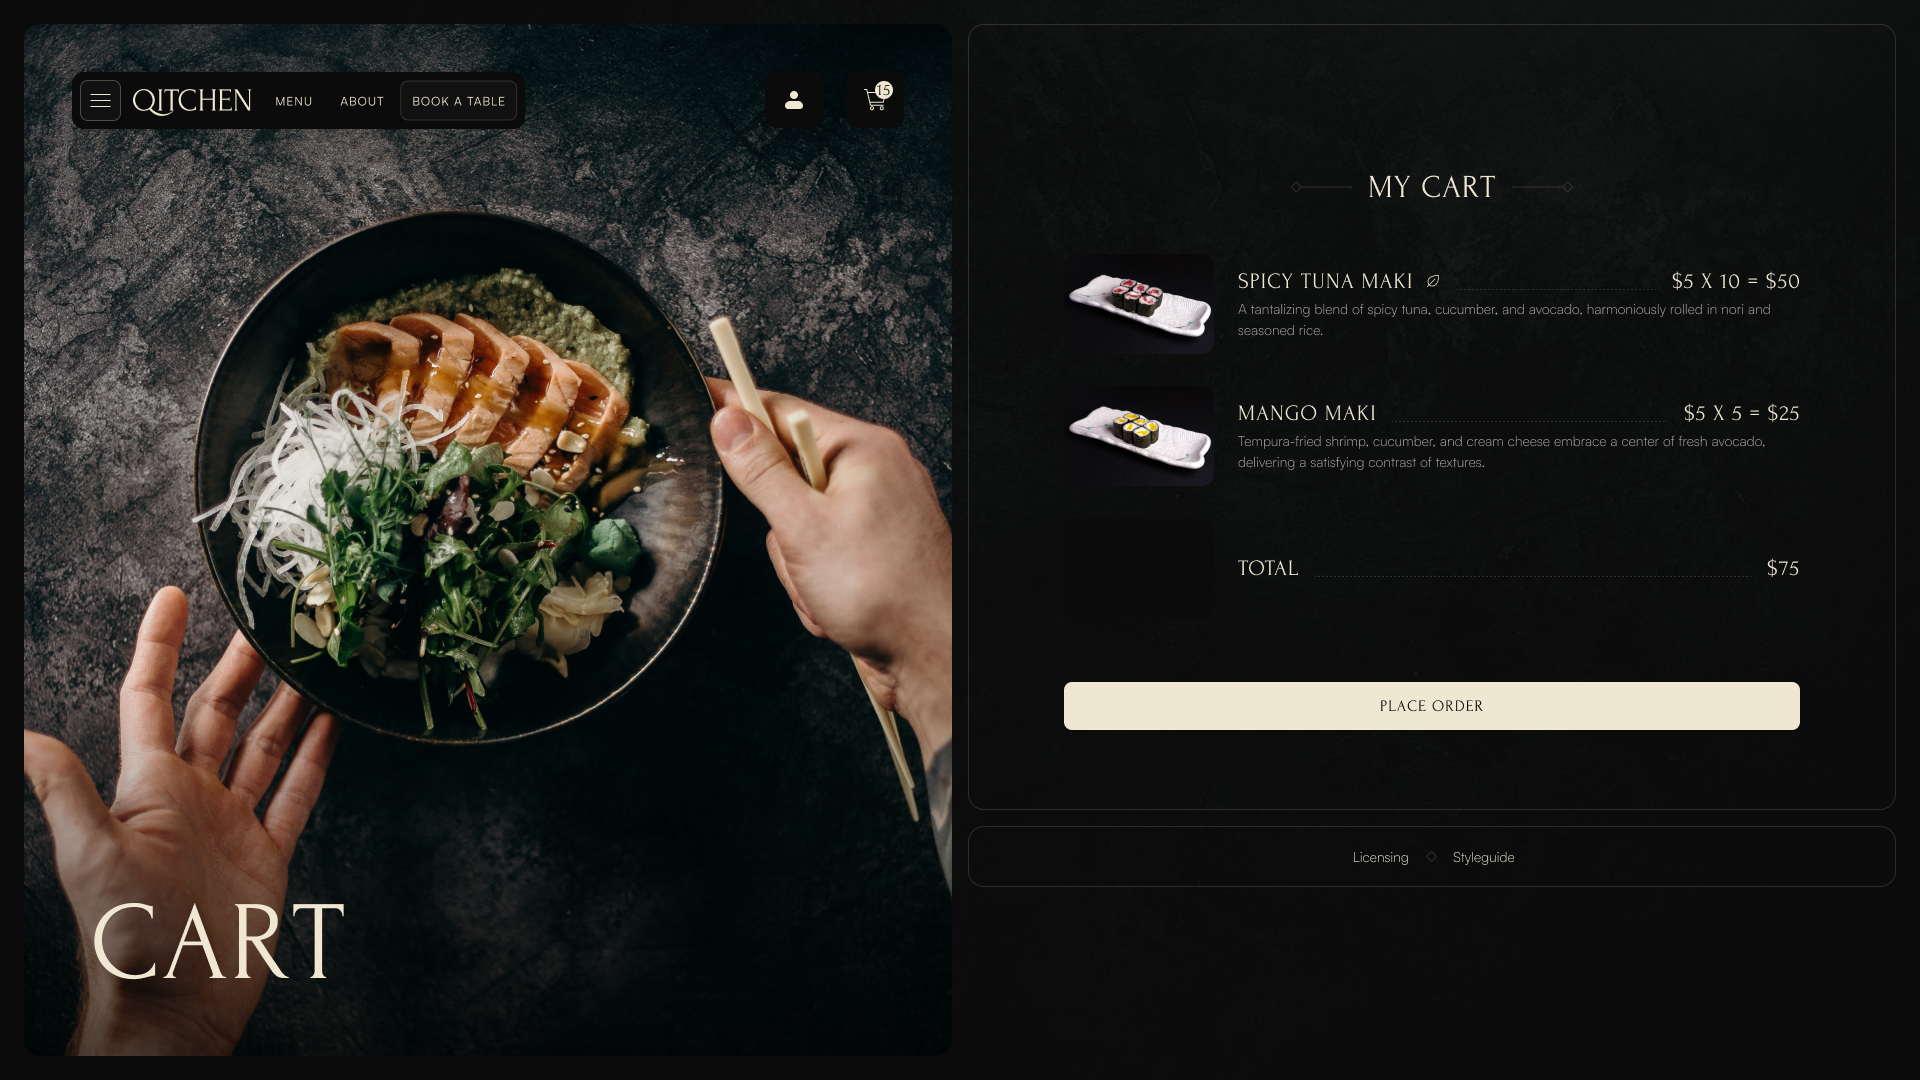 QITCHEN
MENU
ABOUT
BOOK A TABLE
15
CART
MY CART
SPICY TUNA MAKI
$5 X 10 = $50
A tantalizing blend of spicy tuna, cucumber, and avocado, harmoniously rolled in nori and
seasoned rice.
MANGO MAKI
$5 X 5 = $25
Tempura-fried shrimp, cucumber, and cream cheese embrace a center of fresh avocado,
delivering a satisfying contrast of textures.
TOTAL
$75
PLACE ORDER
Licensing
Styleguide